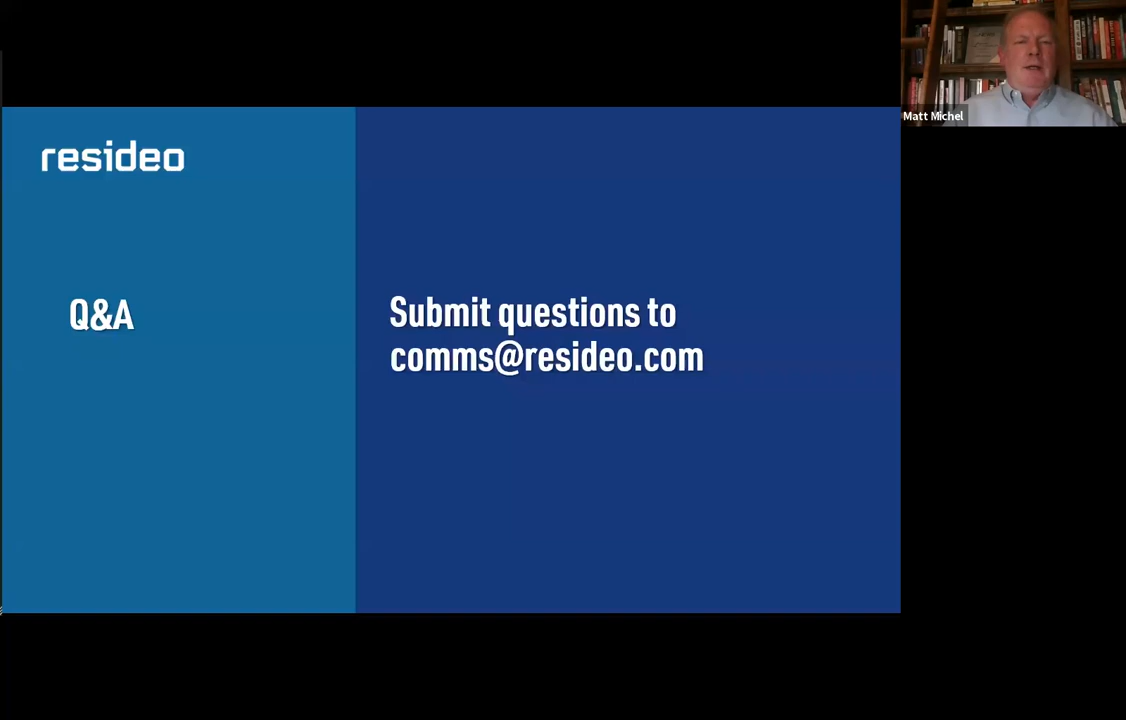 resideo
Q&A
Submit questions to
comms@resideo.com
Matt Michel